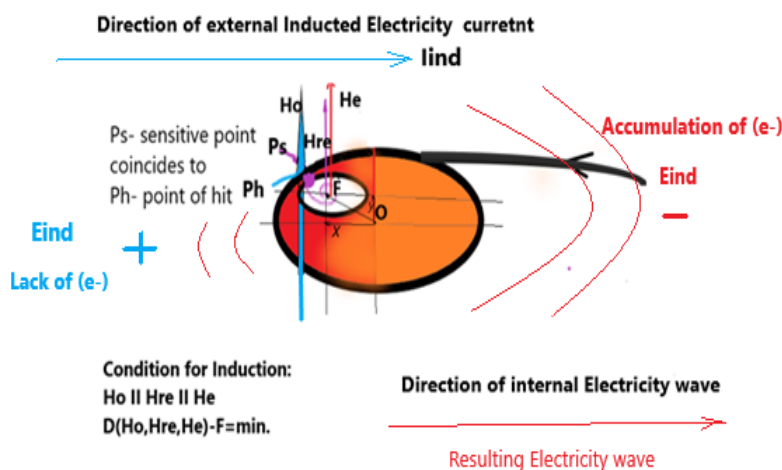 Direction of external Inducted Electricity curretnt
Iind
Ho
He
Hre
Ps- sensitive point
coincides to
Ph- point of hit
Ps
Ph
F
O
x
y
Accumulation of (e-)
Eind
−
Eind
+
Lack of (e-)
Condition for Induction:
Ho II Hre II He
D(Ho,Hre,He)-F=min.
Direction of internal Electricity wave
Resulting Electricity wave